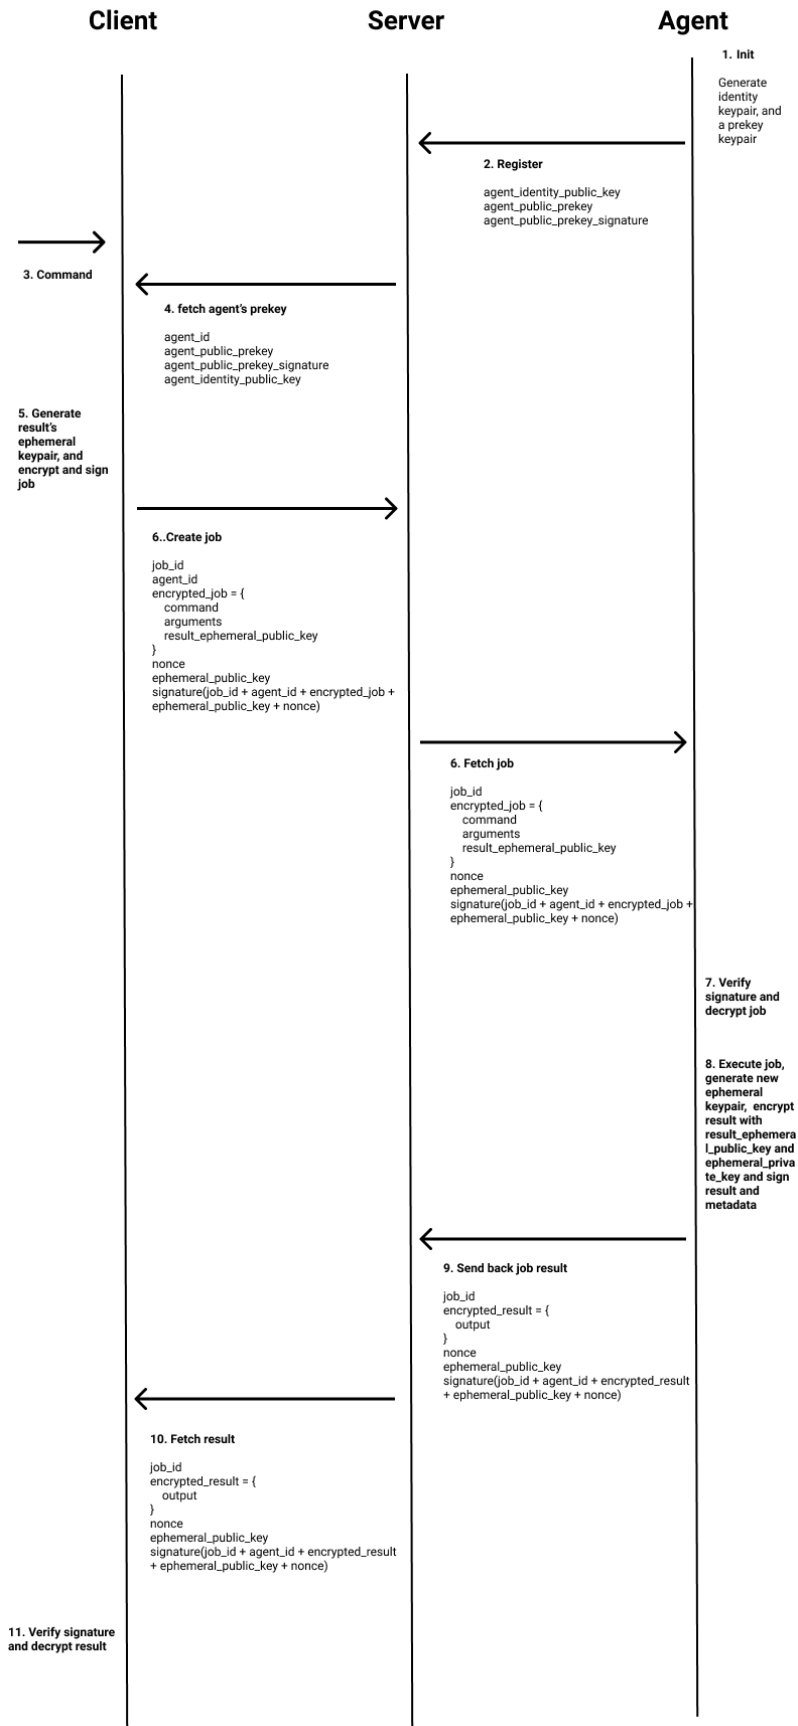 Client
Server
Agent
1. Init
Generate
identity
keypair, and
a prekey
keypair
2. Register
agent_identity_public_key
agent_public_prekey
agent_public_prekey_signature
3. Command
4. fetch agent's prekey
agent_id
agent_public_prekey
agent_public_prekey_signature
agent_identity_public_key
5. Generate
result's
ephemeral
keypair, and
encrypt and sign
job
6..Create job
job_id
agent_id
encrypted_job = {
command
arguments
result_ephemeral_public_key
}
nonce
ephemeral_public_key
signature(job_id + agent_id + encrypted_job +
ephemeral_public_key + nonce)
6. Fetch job
job_id
encrypted_job = {
command
arguments
result_ephemeral_public_key
}
nonce
ephemeral_public_key
signature(job_id + agent_id + encrypted_job +
ephemeral_public_key + nonce)
7. Verify
signature and
decrypt job
8. Execute job,
generate new
ephemeral
keypair, encrypt
result with
result_ephemera
l_public_key and
ephemeral_priva
te_key and sign
result and
metadata
9. Send back job result
job_id
encrypted_result = {
output
}
nonce
ephemeral_public_key
signature(job_id + agent_id + encrypted_result
+ ephemeral_public_key + nonce)
10. Fetch result
job_id
encrypted_result = {
output
}
nonce
ephemeral_public_key
signature(job_id + agent_id + encrypted_result
+ ephemeral_public_key + nonce)
11. Verify signature
and decrypt result